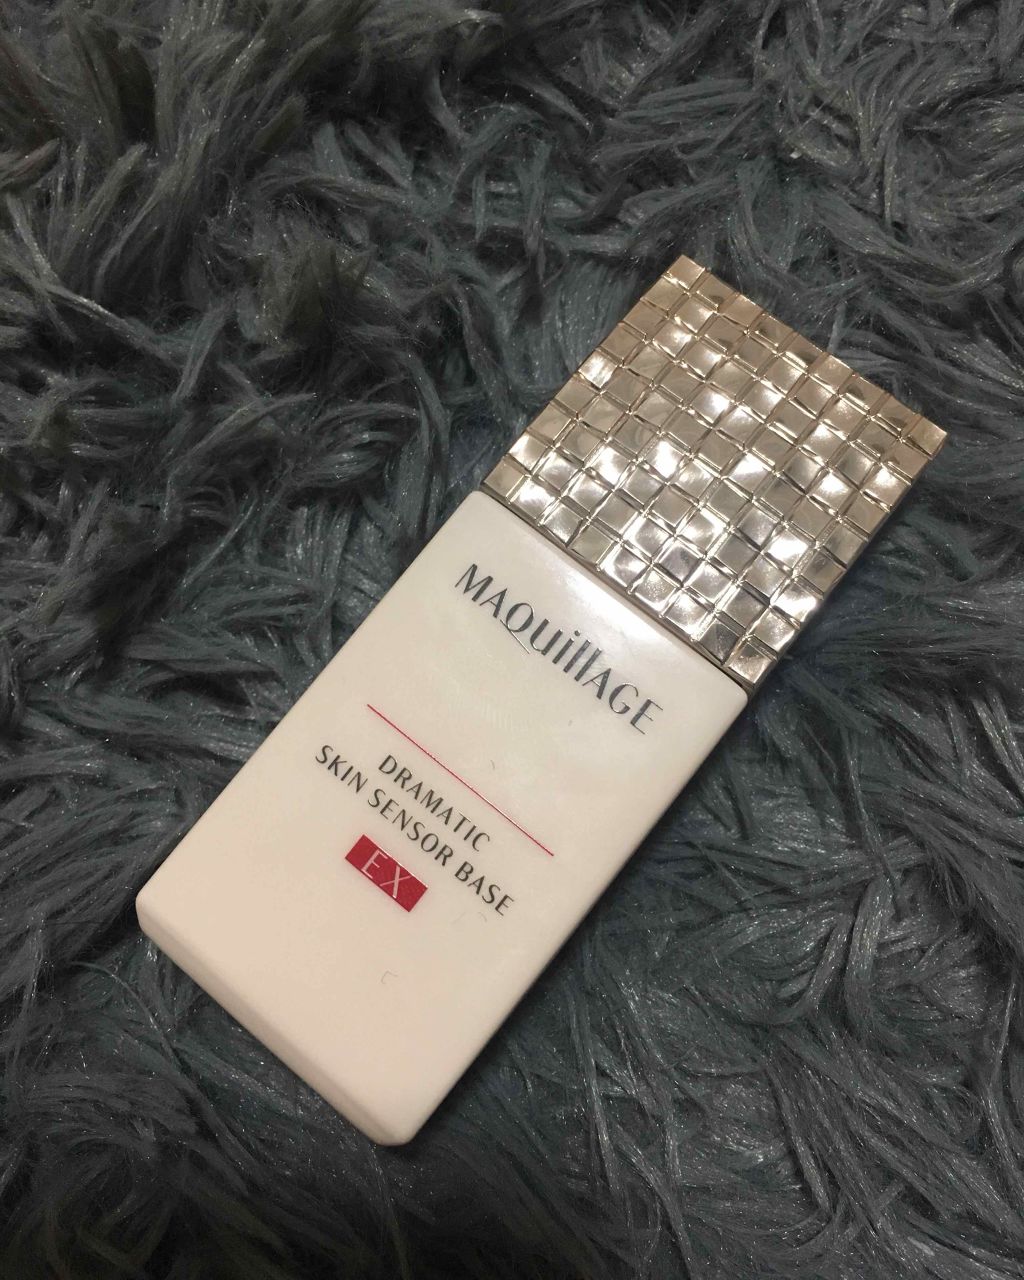 MAQuillAGE
DRAMATIC
SKIN SENSOR BASE
EX